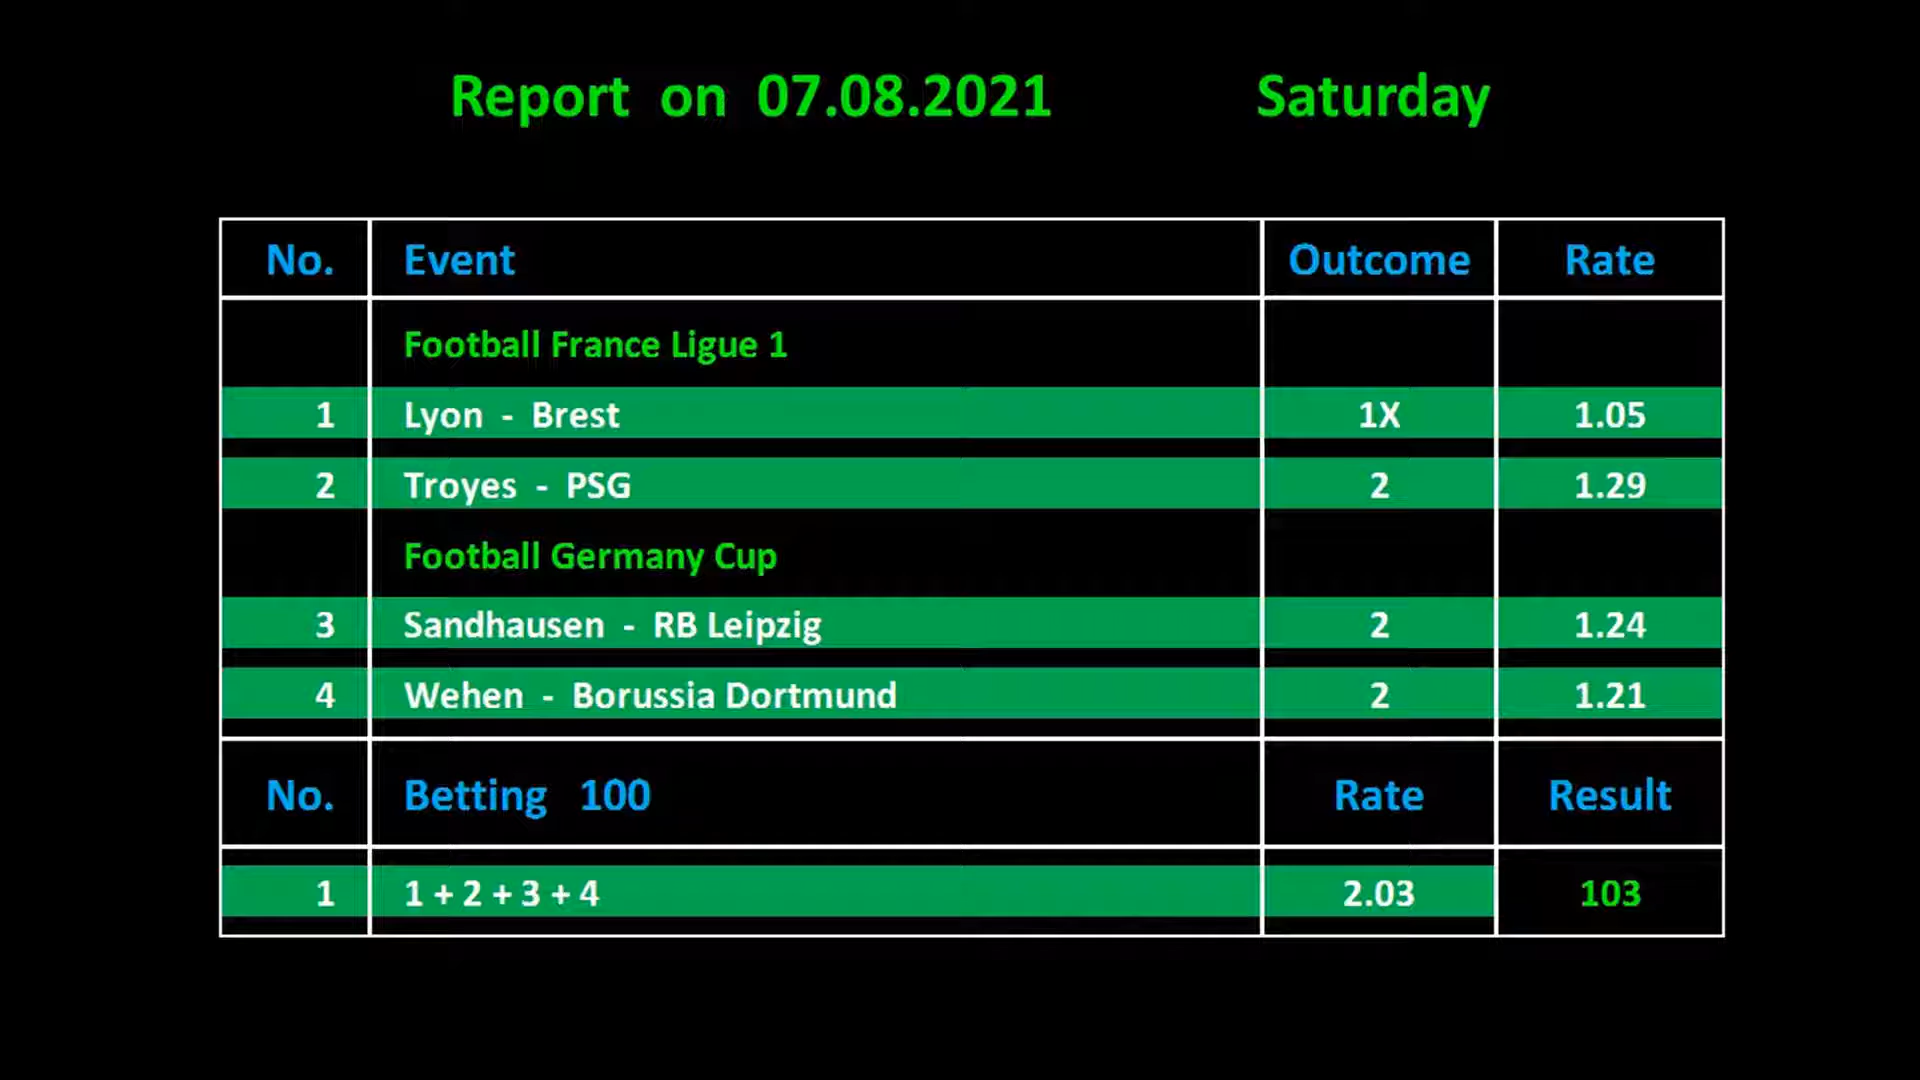 Report on 07.08.2021 Saturday
No. Event Outcome Rate
Football France Ligue 1
1 Lyon - Brest 1X 1.05
2 Troyes - PSG 2 1.29
Football Germany Cup
3 Sandhausen - RB Leipzig 2 1.24
4 Wehen - Borussia Dortmund 2 1.21
No. Betting 100 Rate Result
1 1 + 2 + 3 + 4 2.03 103